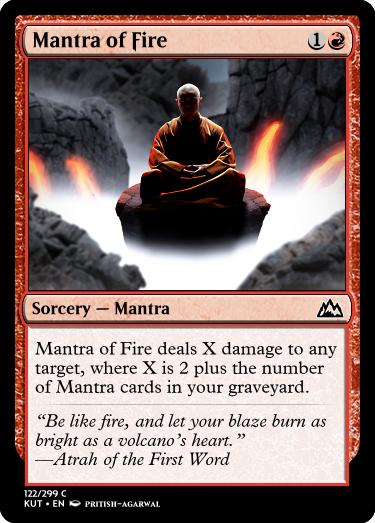 Mantra of Fire 1
Sorcery — Mantra
Mantra of Fire deals X damage to any
target, where X is 2 plus the number
of Mantra cards in your graveyard.
“Be like fire, and let your blaze burn as
bright as a volcano’s heart.”
—Atrah of the First Word
122/299 C
KUT • EN PRITISH-AGARWAL